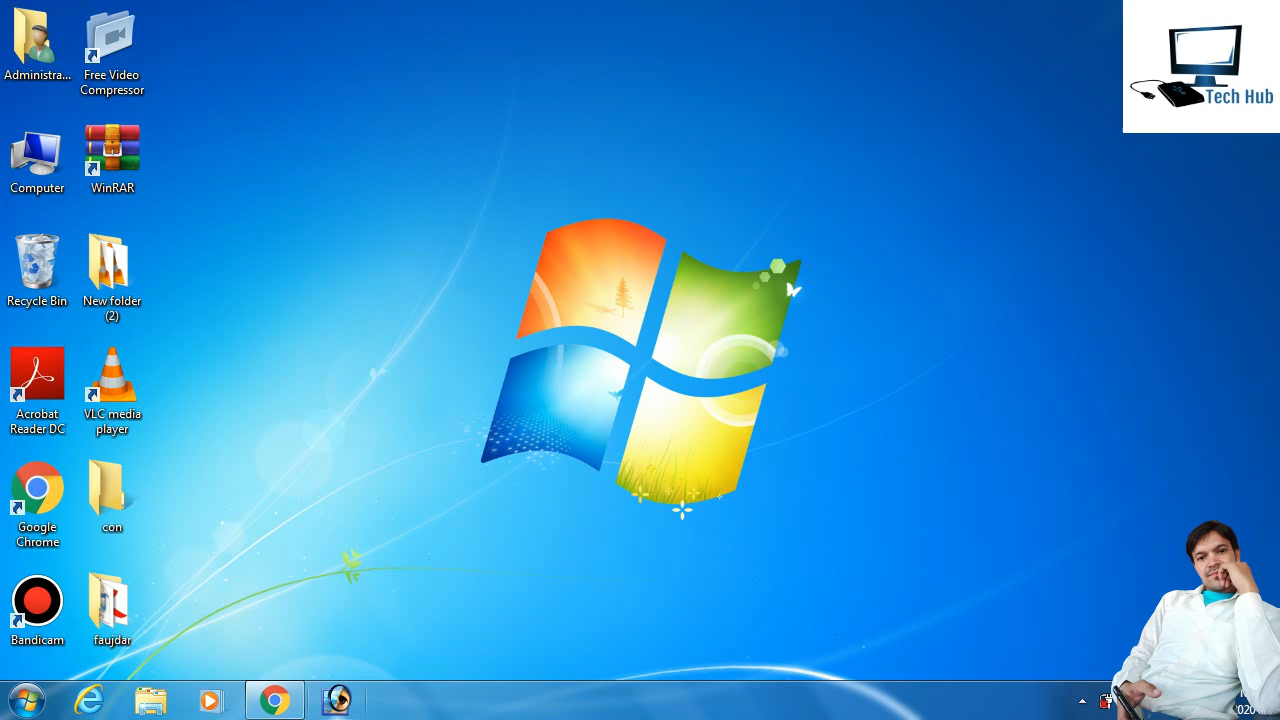 Administra...
Free Video
Compressor
Tech Hub
Computer
WinRAR
Recycle Bin
New folder
(2)
Acrobat
Reader DC
VLC media
player
Google
Chrome
con
Bandicam
faujdar